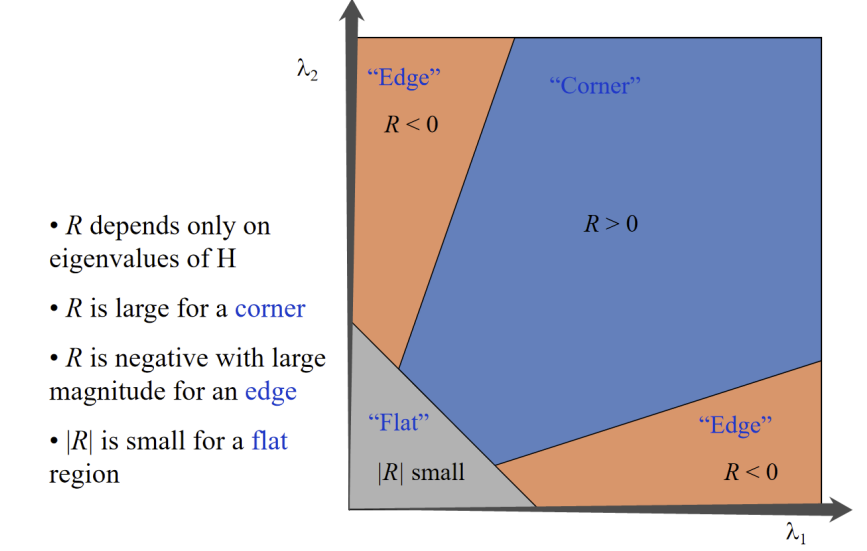 • R depends only on
eigenvalues of H
• R is large for a corner
• R is negative with large
magnitude for an edge
• |R| is small for a flat
region
λ₂
“Edge”
R < 0
“Corner”
R > 0
“Flat”
|R| small
“Edge”
R < 0
λ₁